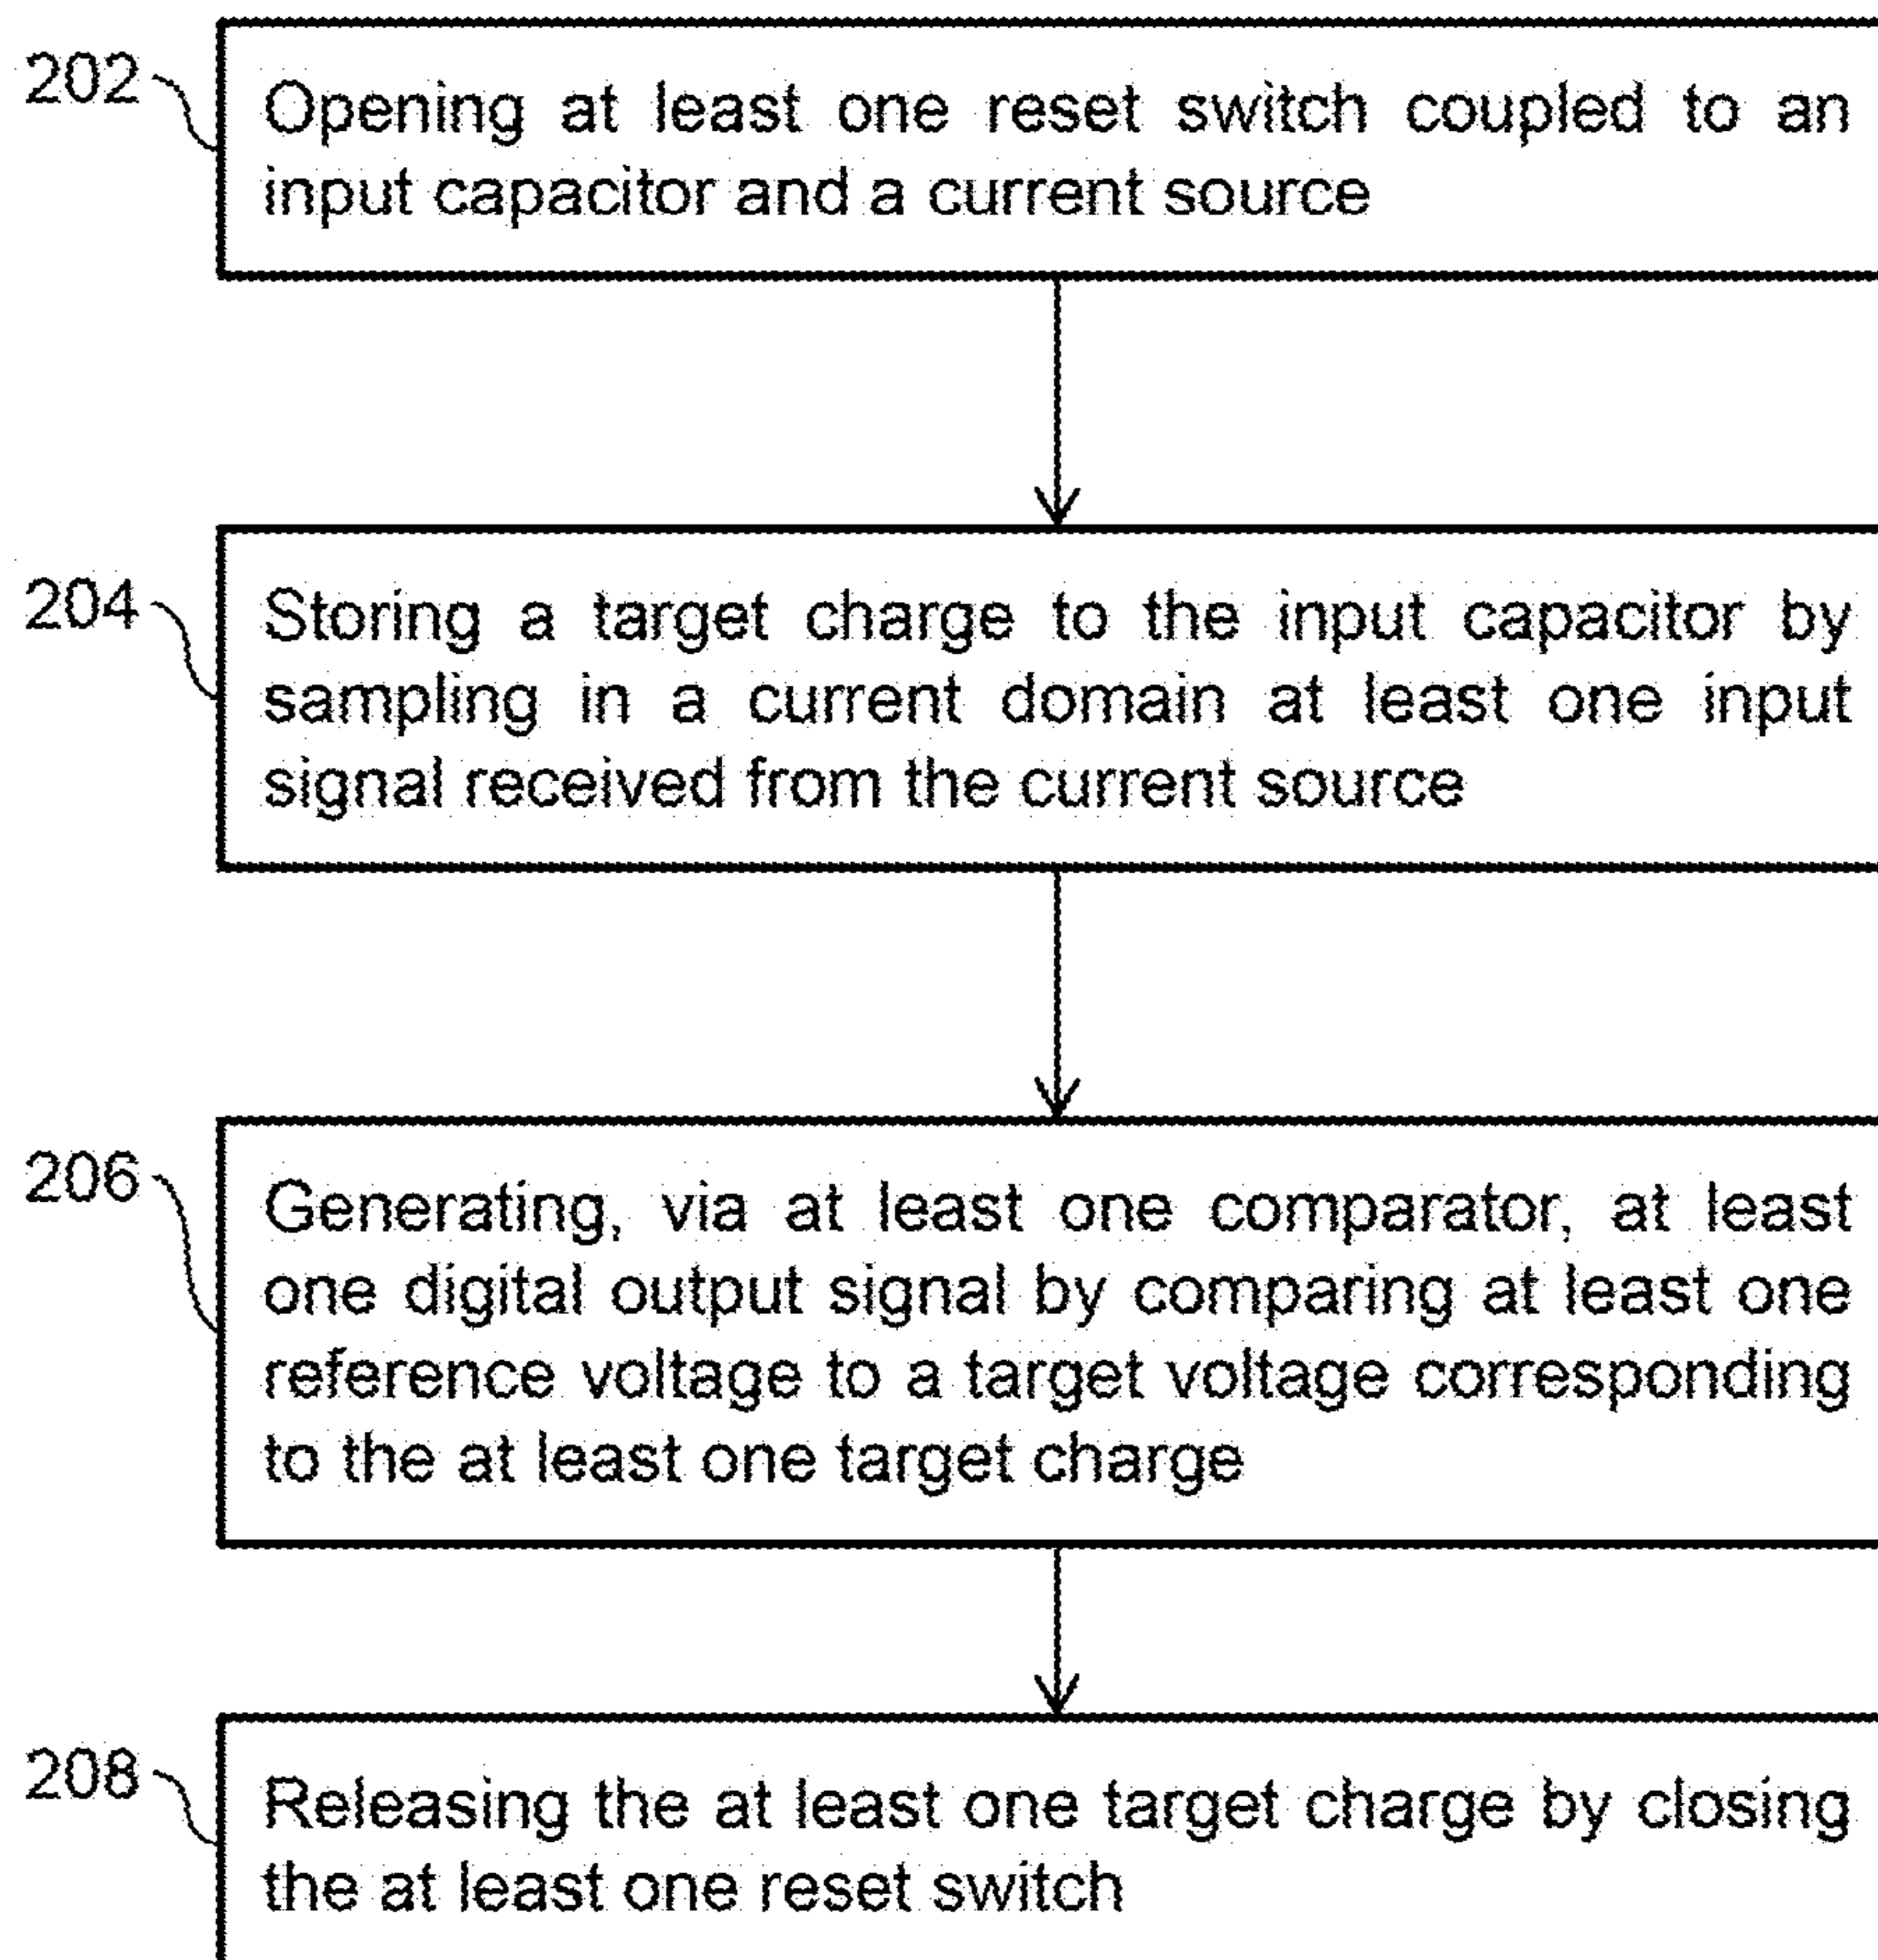 202
Opening at least one reset switch coupled to an
input capacitor and a current source
204
Storing a target charge to the input capacitor by
sampling in a current domain at least one input
signal received from the current source
206
Generating, via at least one comparator, at least
one digital output signal by comparing at least one
reference voltage to a target voltage corresponding
to the at least one target charge
208
Releasing the at least one target charge by closing
the at least one reset switch